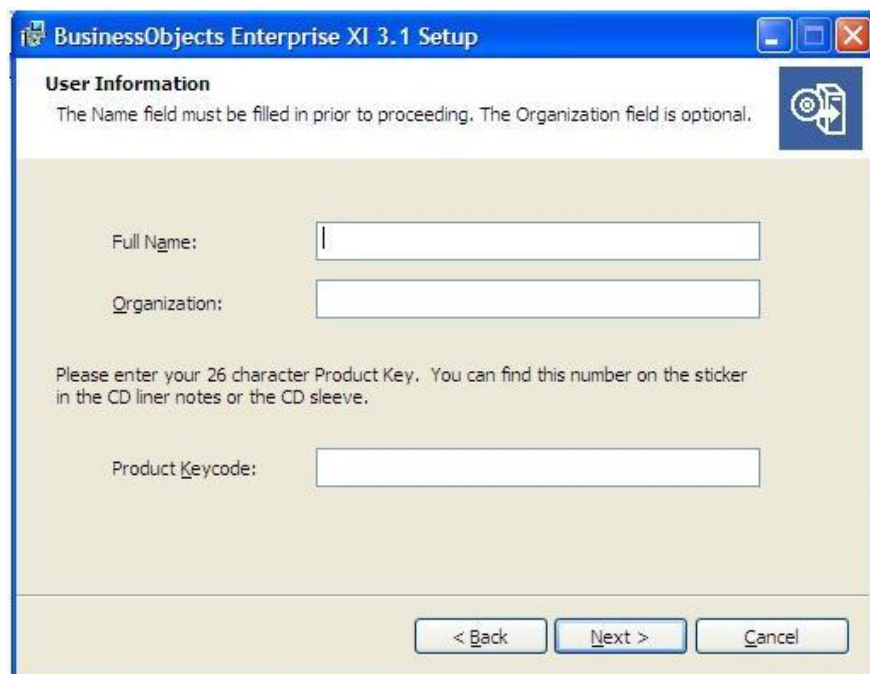 BusinessObjects Enterprise XI 3.1 Setup
User Information
The Name field must be filled in prior to proceeding. The Organization field is optional.
Full Name:
Organization:
Please enter your 26 character Product Key.  You can find this number on the sticker
in the CD liner notes or the CD sleeve.
Product Keycode:
< Back
Next >
Cancel